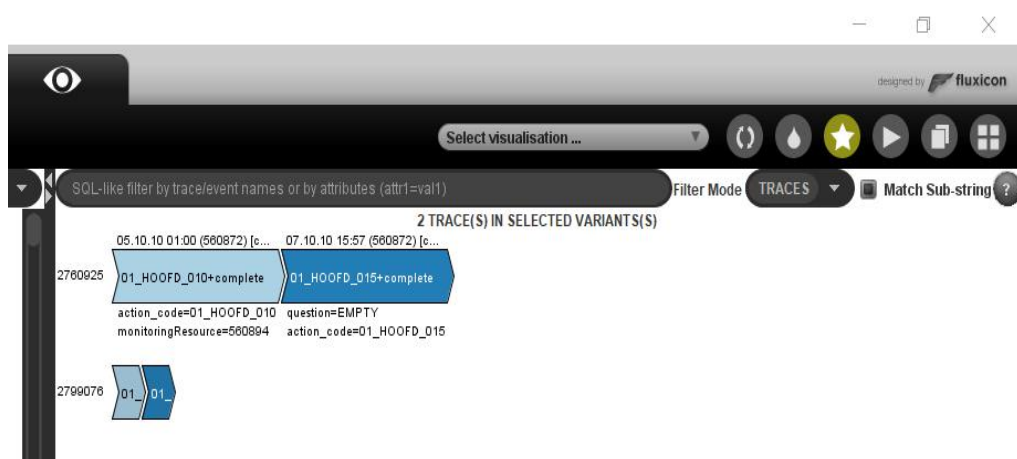 designed by fluxicon
Select visualisation ...
SQL-like filter by trace/event names or by attributes (attr1=val1)
Filter Mode TRACES Match Sub-string ?
2 TRACE(S) IN SELECTED VARIANTS(S)
05.10.10 01:00 (560872) [c... 07.10.10 15:57 (560872) [c...
2760925 01_HOOFD_010+complete 01_HOOFD_015+complete
action_code=01_HOOFD_010 question=EMPTY
monitoringResource=560894 action_code=01_HOOFD_015
2799076 01_ 01_